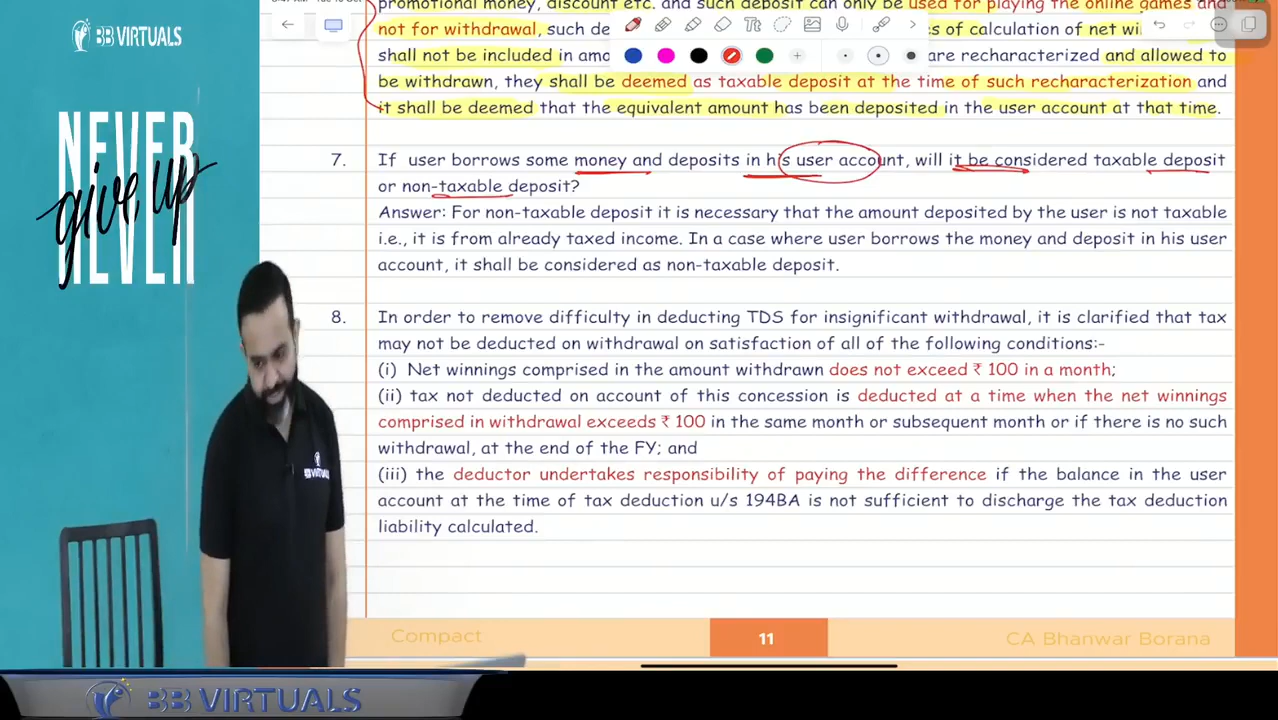 BB VIRTUALS
NEVER
give up
NEVER
promotional money, discount etc. and such deposit can only be used for playing the online games and
not for withdrawal, such de es of calculation of net wi
shall not be included in amo are recharacterized and allowed to
be withdrawn, they shall be deemed as taxable deposit at the time of such recharacterization and
it shall be deemed that the equivalent amount has been deposited in the user account at that time.
7. If user borrows some money and deposits in his user account, will it be considered taxable deposit
or non-taxable deposit?
Answer: For non-taxable deposit it is necessary that the amount deposited by the user is not taxable
i.e., it is from already taxed income. In a case where user borrows the money and deposit in his user
account, it shall be considered as non-taxable deposit.
8. In order to remove difficulty in deducting TDS for insignificant withdrawal, it is clarified that tax
may not be deducted on withdrawal on satisfaction of all of the following conditions:-
(i) Net winnings comprised in the amount withdrawn does not exceed ₹ 100 in a month;
(ii) tax not deducted on account of this concession is deducted at a time when the net winnings
comprised in withdrawal exceeds ₹ 100 in the same month or subsequent month or if there is no such
withdrawal, at the end of the FY; and
(iii) the deductor undertakes responsibility of paying the difference if the balance in the user
account at the time of tax deduction u/s 194BA is not sufficient to discharge the tax deduction
liability calculated.
BB VIRTUALS
Compact 11 CA Bhanwar Borana
BB VIRTUALS